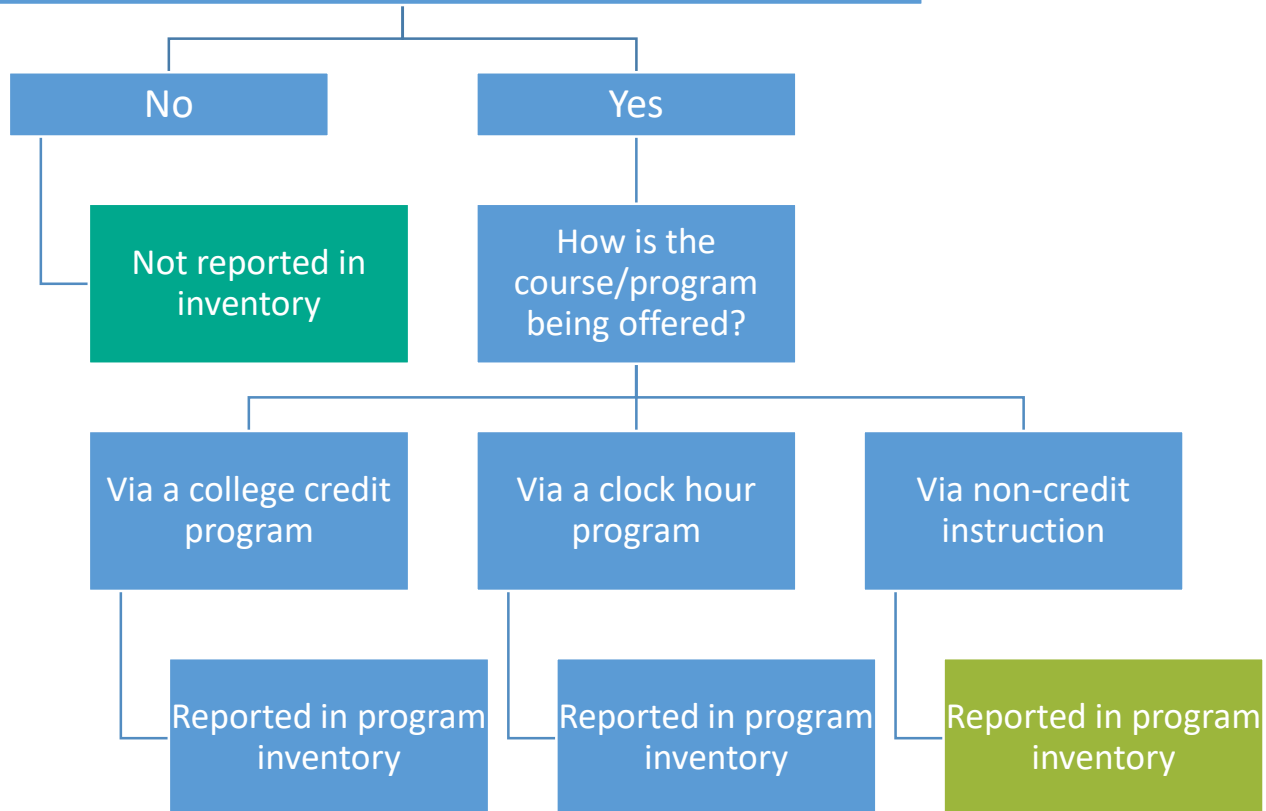 No
Yes
Not reported in
inventory
How is the
course/program
being offered?
Via a college credit
program
Via a clock hour
program
Via non-credit
instruction
Reported in program
inventory
Reported in program
inventory
Reported in program
inventory